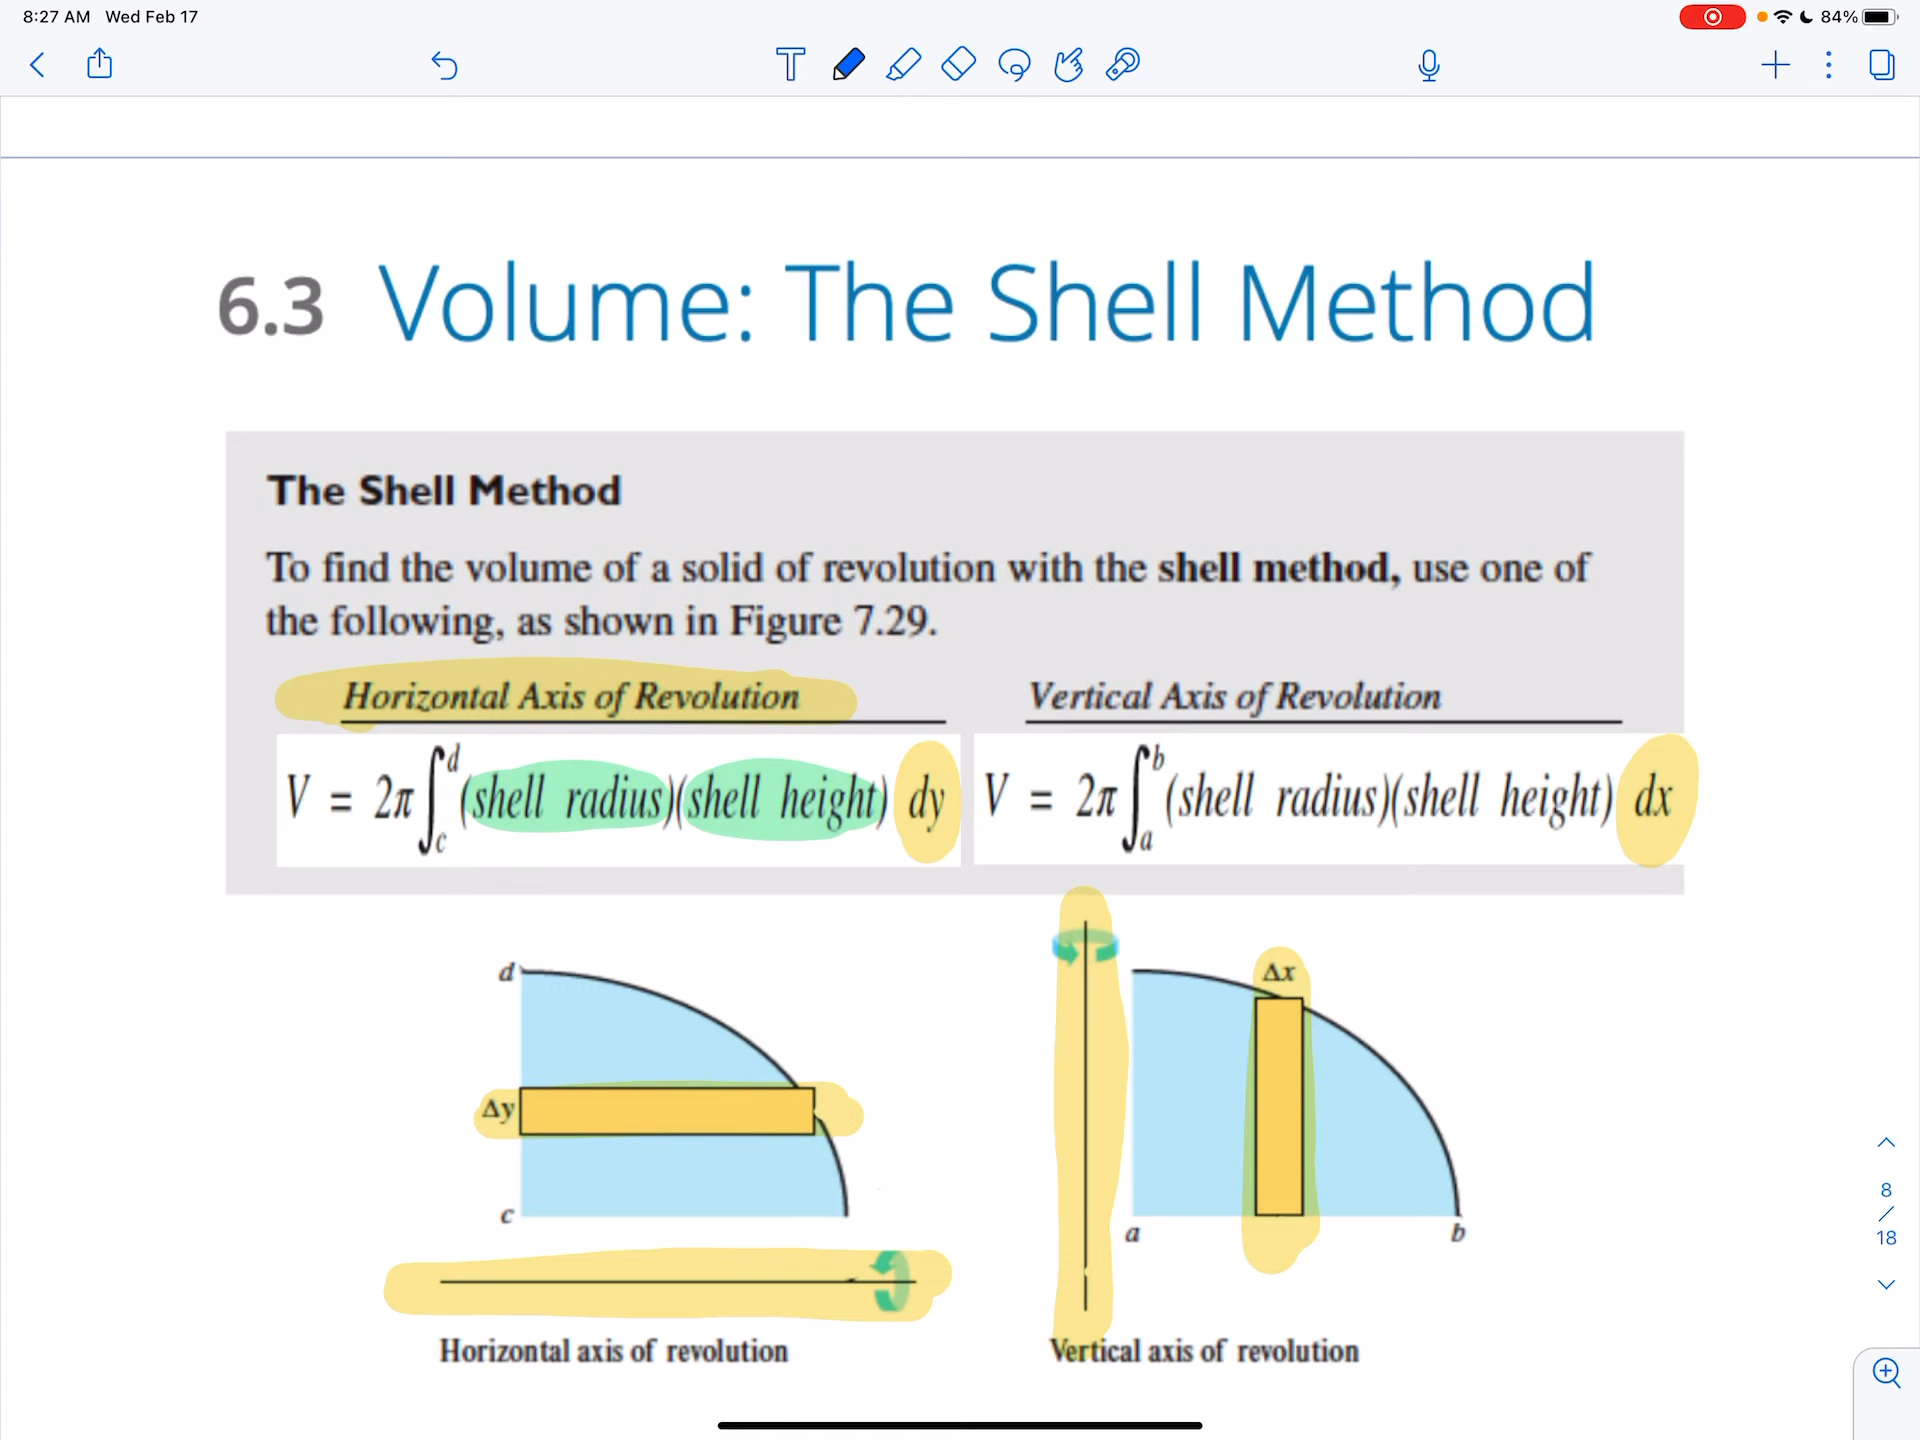 8:27 AM Wed Feb 17
84%
6.3 Volume: The Shell Method
The Shell Method
To find the volume of a solid of revolution with the shell method, use one of
the following, as shown in Figure 7.29.
Horizontal Axis of Revolution
Vertical Axis of Revolution
V = 2π∫_c^d (shell radius)(shell height) dy
V = 2π∫_a^b (shell radius)(shell height) dx
d
Δy
c
Horizontal axis of revolution
Δx
a b
Vertical axis of revolution
8
/
18